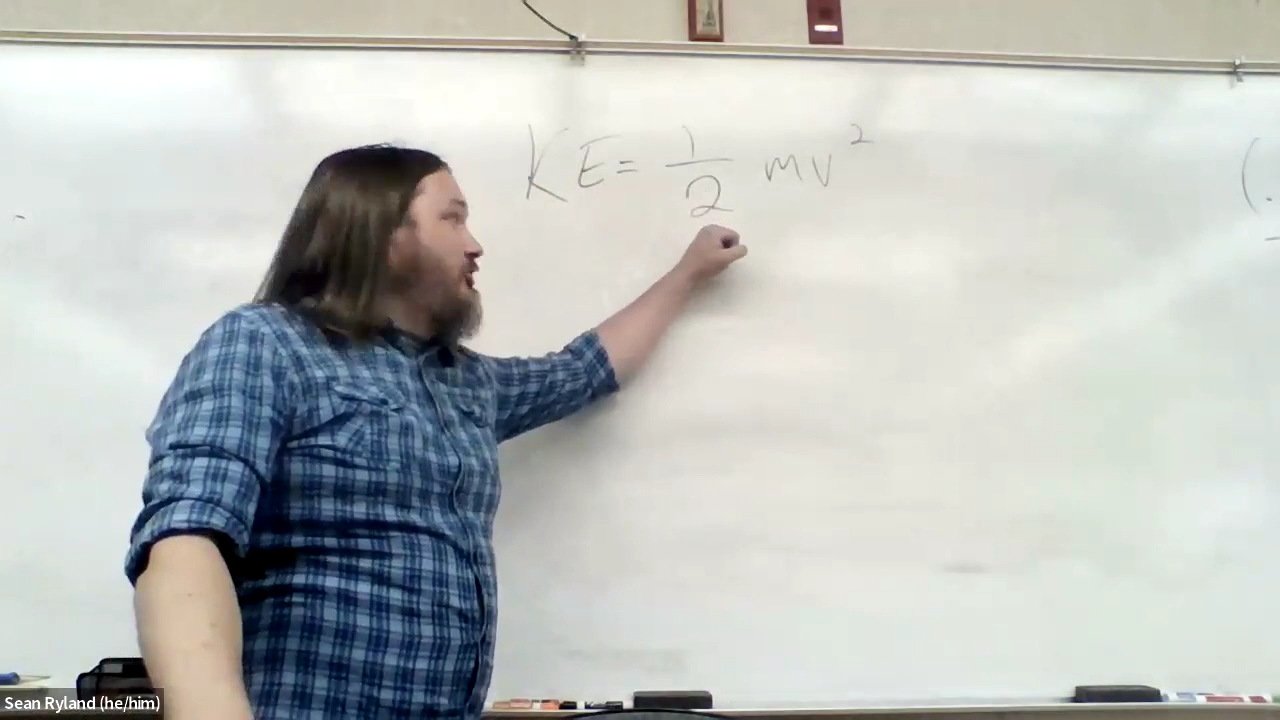 KE = 1/2 mv²
(.
Sean Ryland (he/him)